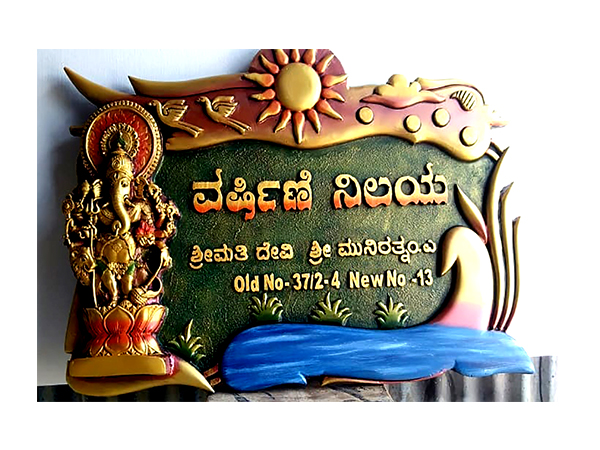 ವರ್ಷಿಣಿ ನಿಲಯ
ಶ್ರೀಮತಿ ದೇವಿ ಶ್ರೀ ಮುನಿರತ್ನಂ.ಎ
Old No- 37/2-4 New No -13